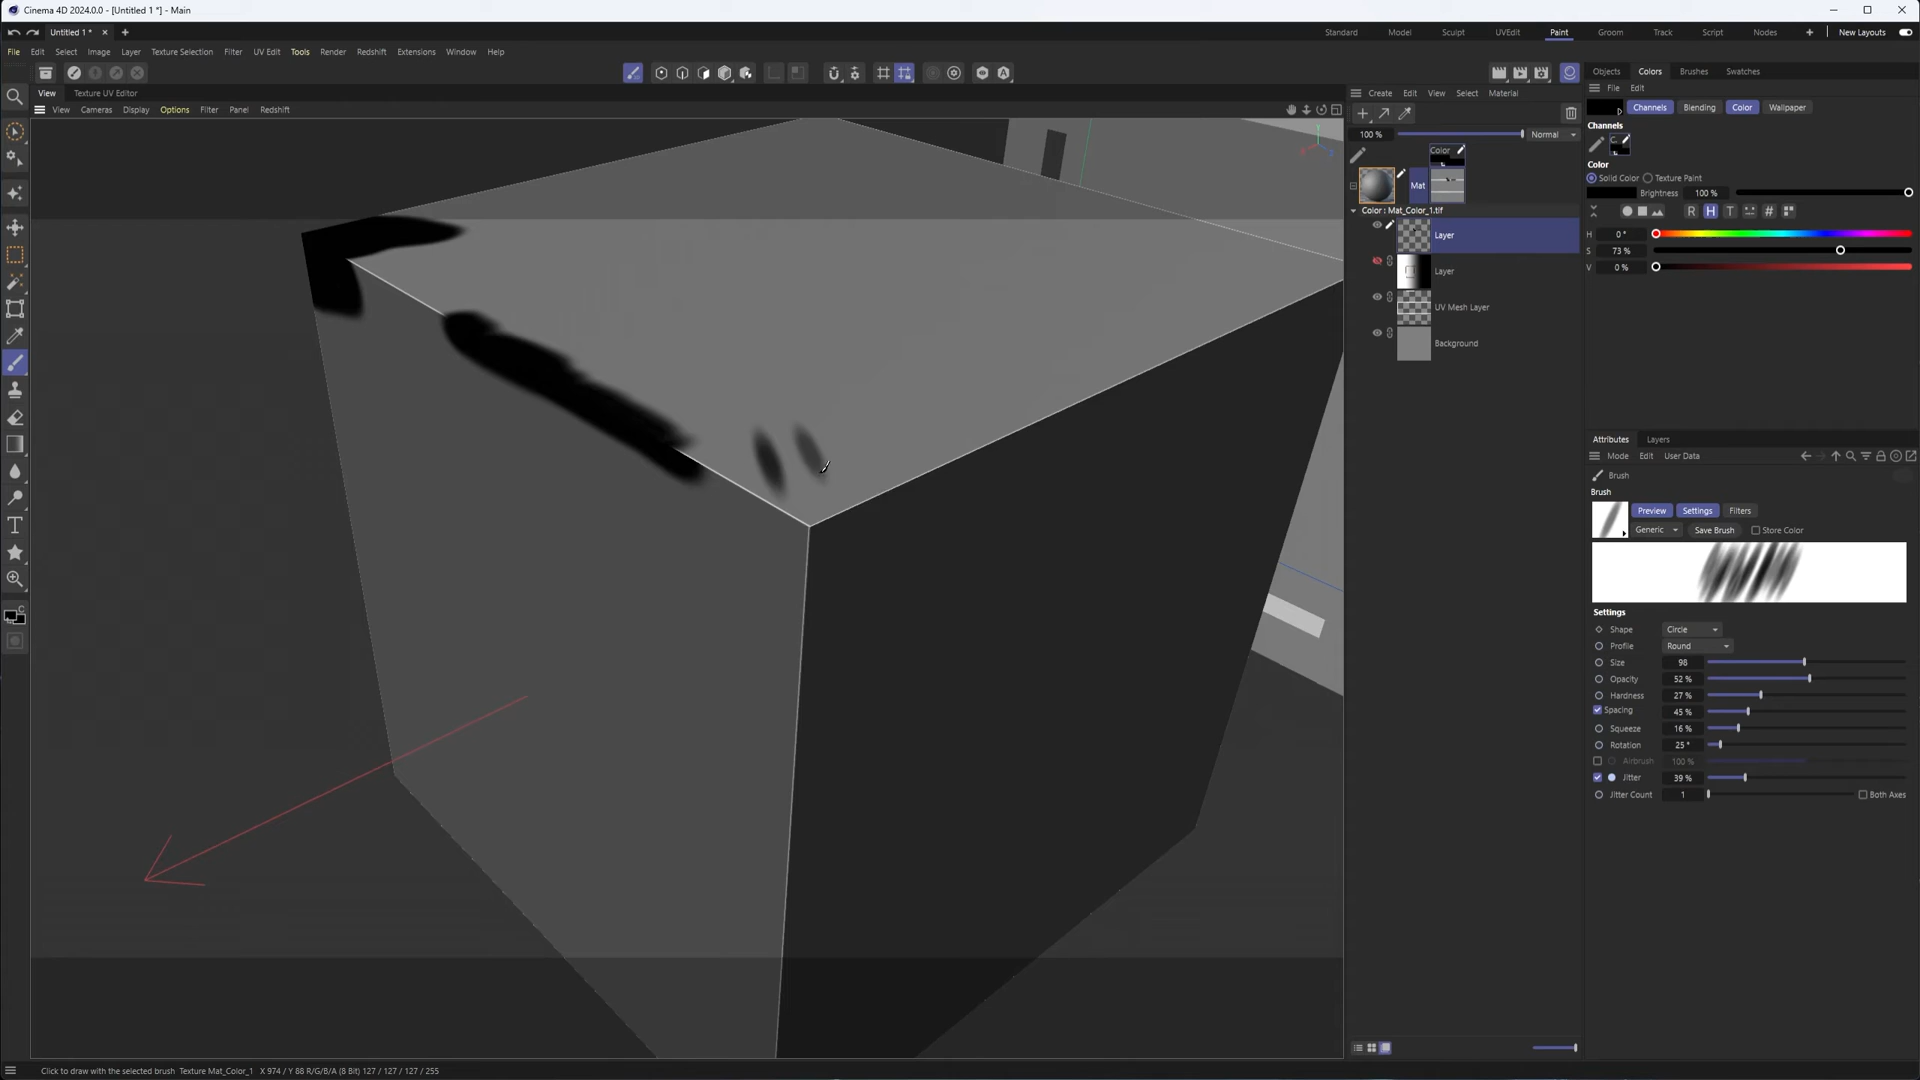 Cinema 4D 2024.0.0 - [Untitled 1 *] - Main
Untitled 1 *
Standard Model Sculpt UVEdit Paint Groom Track Script Nodes New Layouts
File Edit Select Image Layer Texture Selection Filter UV Edit Tools Render Redshift Extensions Window Help
View Texture UV Editor
View Cameras Display Options Filter Panel Redshift
Create Edit View Select Material
100 % Normal
Color
Mat
Color : Mat_Color_1.tif
Layer
Layer
UV Mesh Layer
Background
Objects Colors Brushes Swatches
File Edit
Channels Blending Color Wallpaper
Channels
Color
Solid Color Texture Paint
Brightness 100 %
R H T #
H 0 °
S 73 %
V 0 %
Attributes Layers
Mode Edit User Data
Brush
Brush
Preview Settings Filters
Generic Save Brush Store Color
Settings
Shape Circle
Profile Round
Size 98
Opacity 52 %
Hardness 27 %
Spacing 45 %
Squeeze 16 %
Rotation 25 °
Airbrush 100 %
Jitter 39 %
Jitter Count 1 Both Axes
Click to draw with the selected brush Texture Mat_Color_1 X 974 / Y 88 R/G/B/A (8 Bit) 127 / 127 / 127 / 255